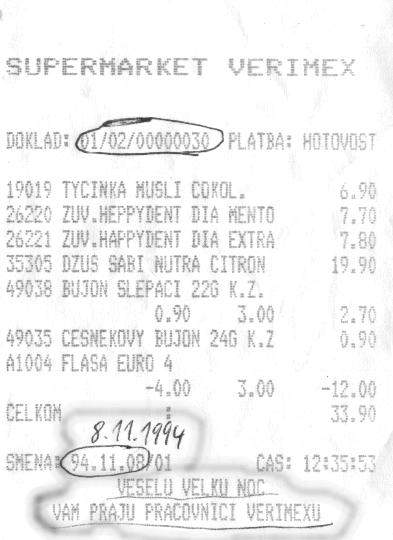 SUPERMARKET VERIMEX
DOKLAD: 01/02/00000030 PLATBA: HOTOVOST
19019 TYCINKA MUSLI COKOL. 6.90
26220 ZUV.HEPPYDENT DIA MENTO 7.70
26221 ZUV.HAPPYDENT DIA EXTRA 7.80
35305 DZUS SABI NUTRA CITRON 19.90
49038 BUJON SLEPACI 22G K.Z.
0.90 3.00 2.70
49035 CESNEKOVY BUJON 24G K.Z 0.90
A1004 FLASA EURO 4
-4.00 3.00 -12.00
CELKOM : 33.90
8.11.1994
SMENA: 94.11.08/01 CAS: 12:35:53
VESELU VELKU NOC
VAM PRAJU PRACOVNICI VERIMEXU